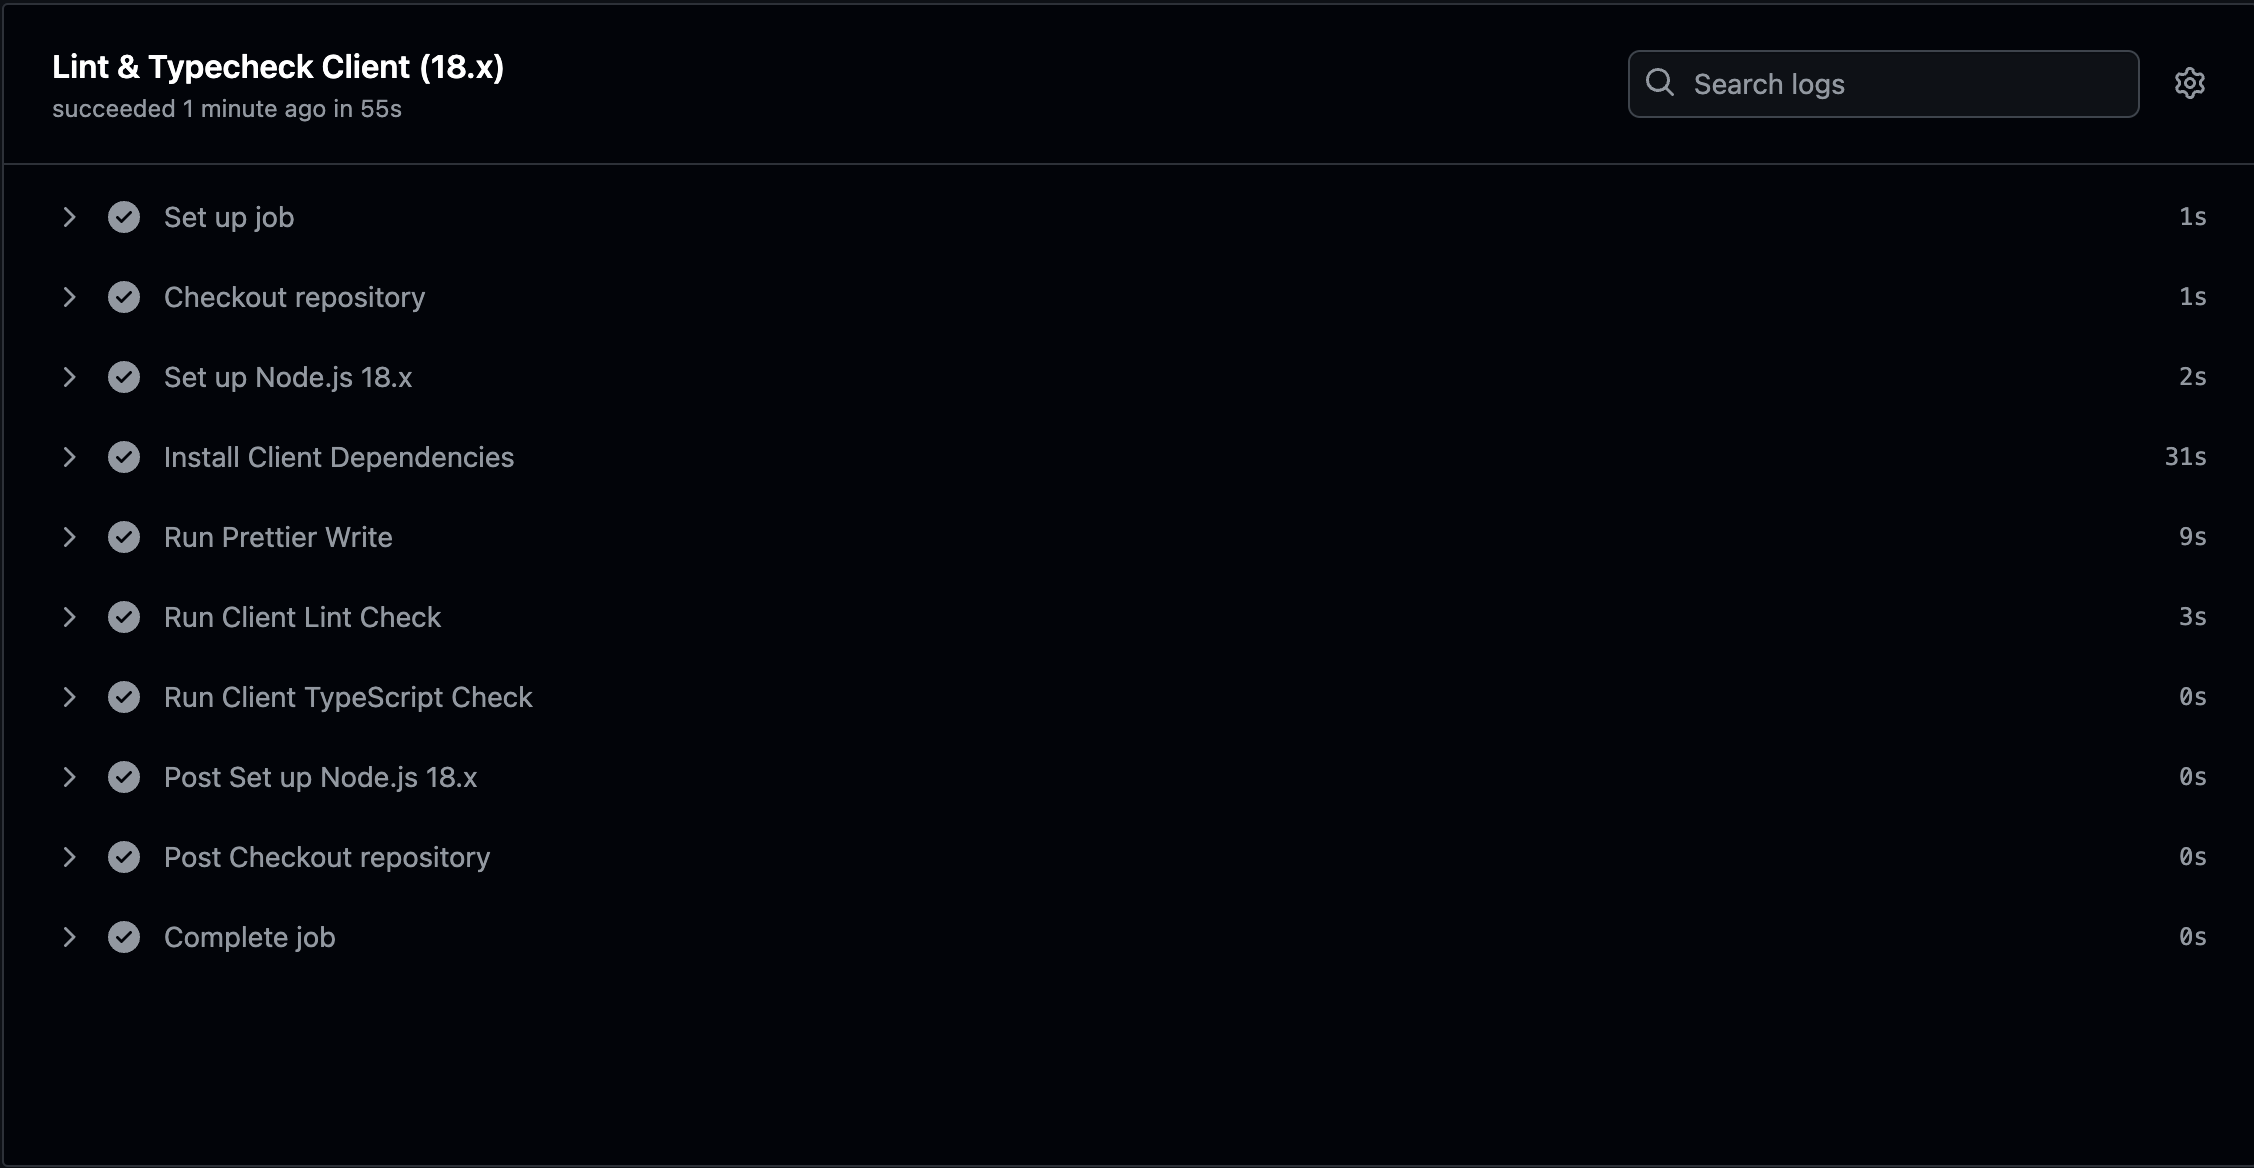 Lint & Typecheck Client (18.x)
succeeded 1 minute ago in 55s
Search logs
Set up job 1s
Checkout repository 1s
Set up Node.js 18.x 2s
Install Client Dependencies 31s
Run Prettier Write 9s
Run Client Lint Check 3s
Run Client TypeScript Check 0s
Post Set up Node.js 18.x 0s
Post Checkout repository 0s
Complete job 0s